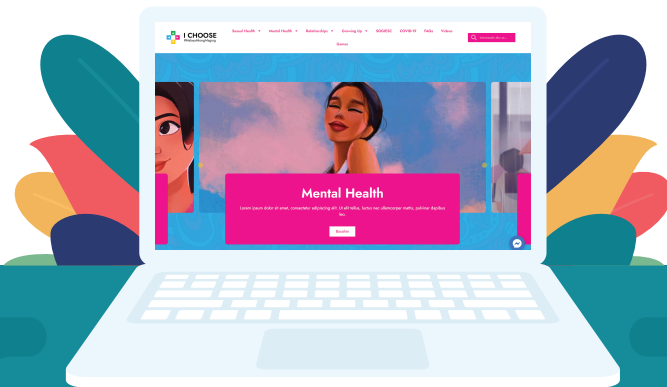 I CHOOSE
#MalayaAkongMaging
Sexual Health
Mental Health
Relationships
Growing Up
SOGIESC
COVID-19
FAQs
Videos
Games
Mental Health
Lorem ipsum dolor sit amet, consectetur adipiscing elit. Ut elit tellus, luctus nec ullamcorper mattis, pulvinar dapibus
leo.